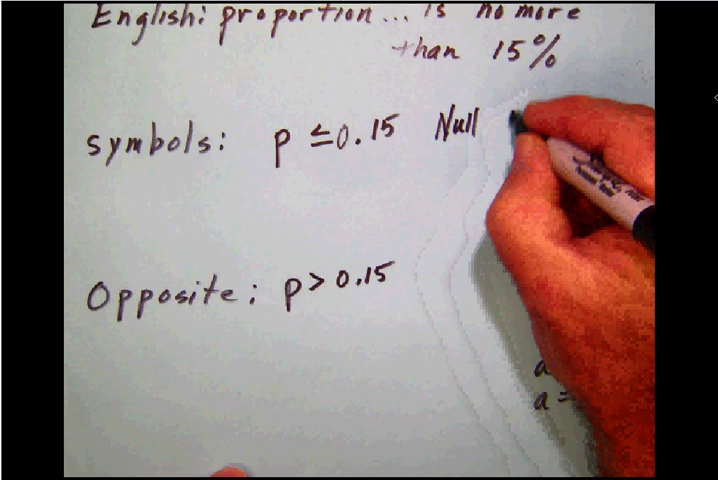 English: proportion... is no more
than 15%
symbols: p ≤ 0.15 Null
Opposite: p > 0.15
a
a =